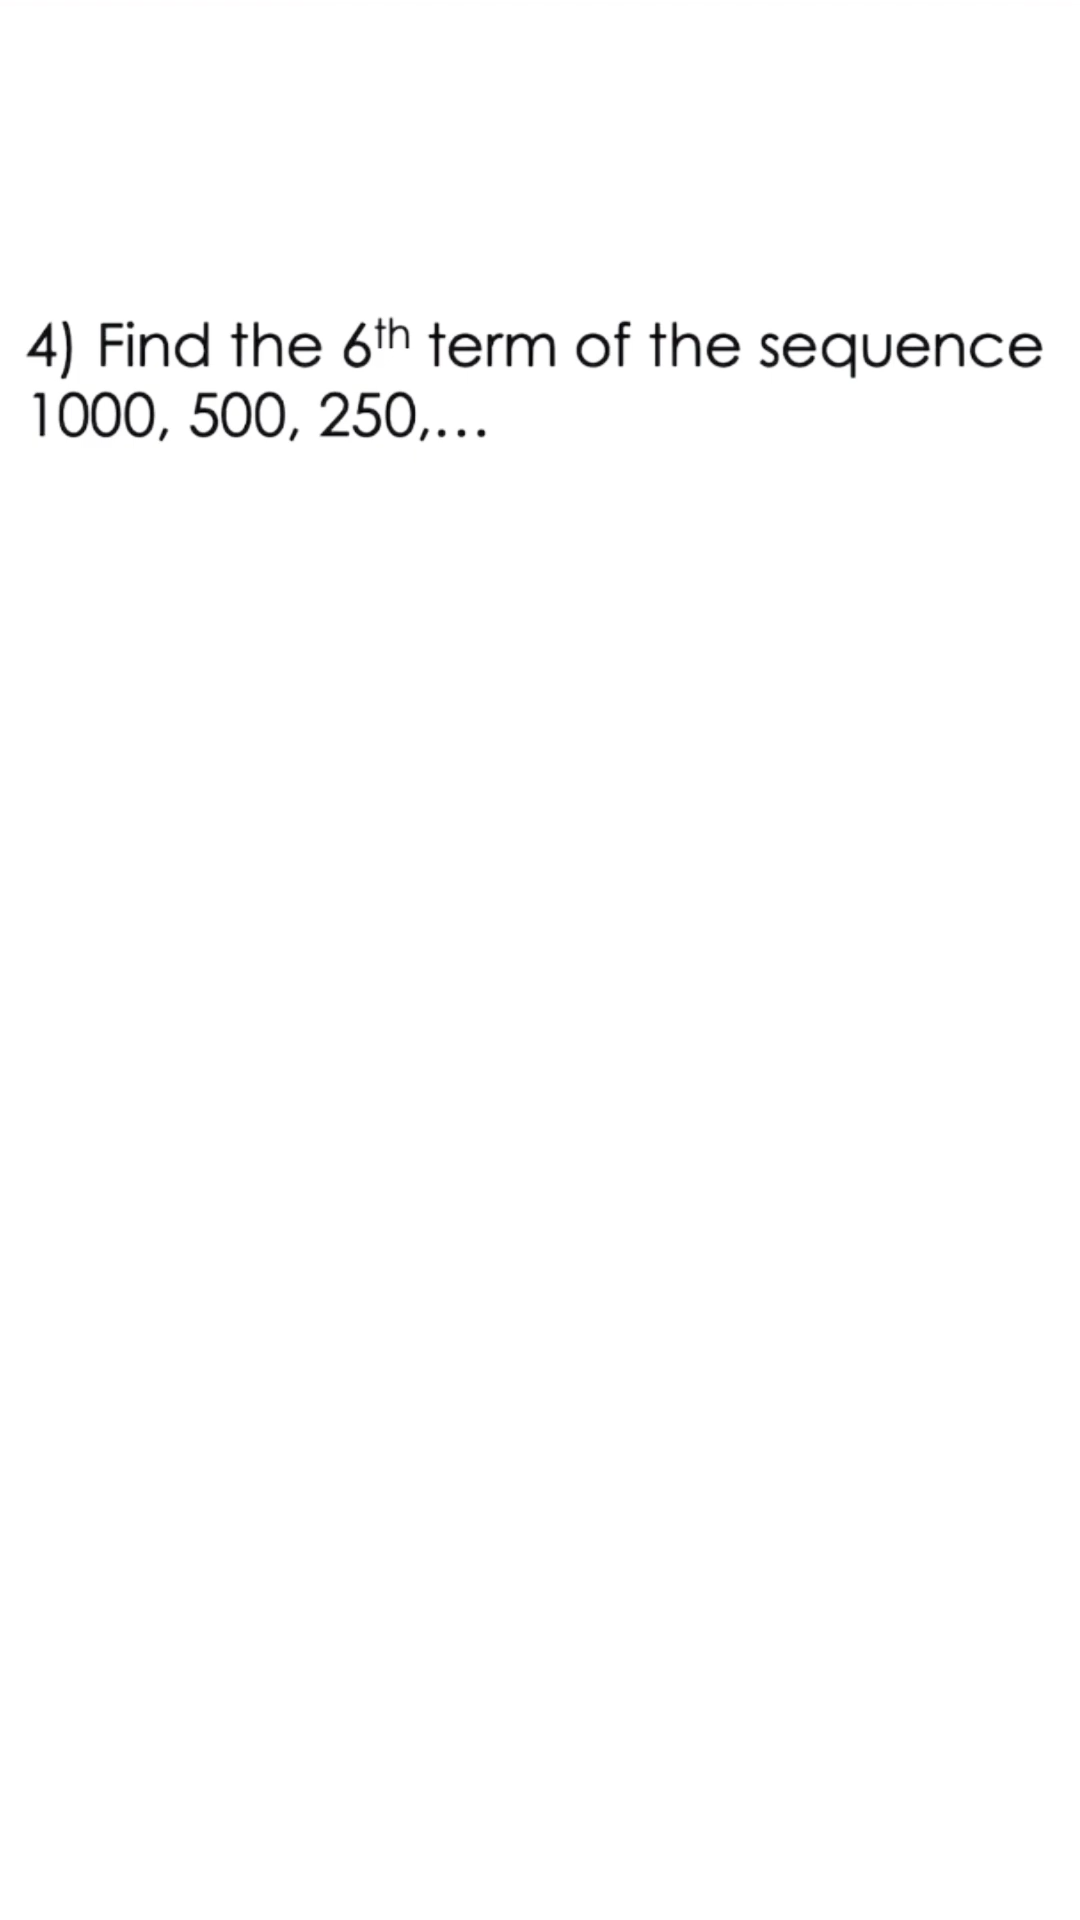 4) Find the 6th term of the sequence
1000, 500, 250,...